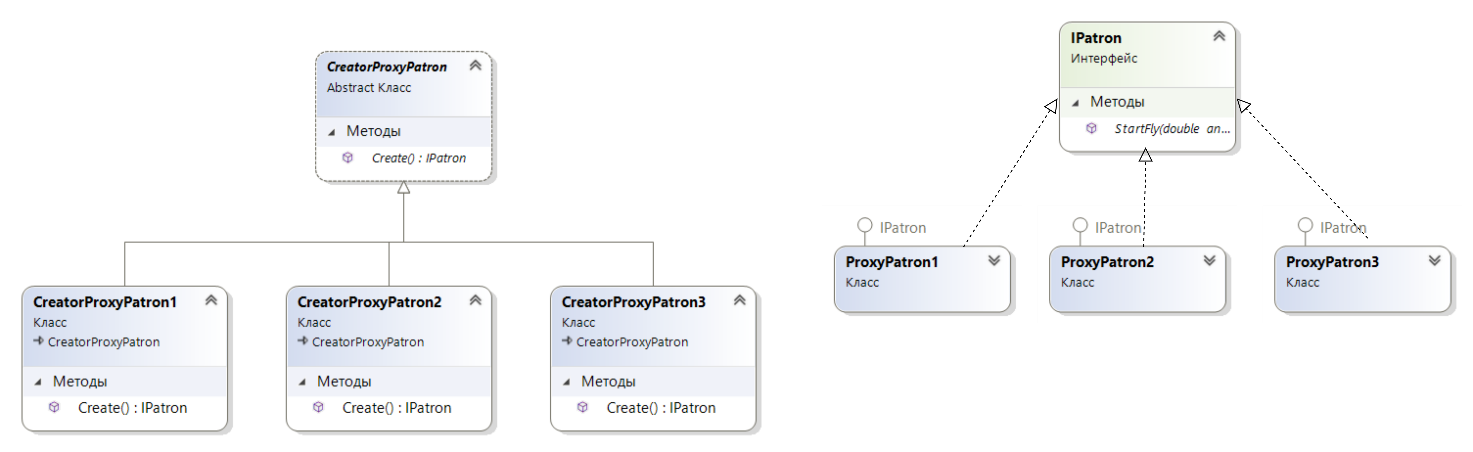 CreatorProxyPatron
Abstract Класс
Методы
Create() : IPatron
CreatorProxyPatron1
Класс
CreatorProxyPatron
Методы
Create() : IPatron
CreatorProxyPatron2
Класс
CreatorProxyPatron
Методы
Create() : IPatron
CreatorProxyPatron3
Класс
CreatorProxyPatron
Методы
Create() : IPatron
IPatron
Интерфейс
Методы
StartFly(double an...
IPatron
ProxyPatron1
Класс
IPatron
ProxyPatron2
Класс
IPatron
ProxyPatron3
Класс